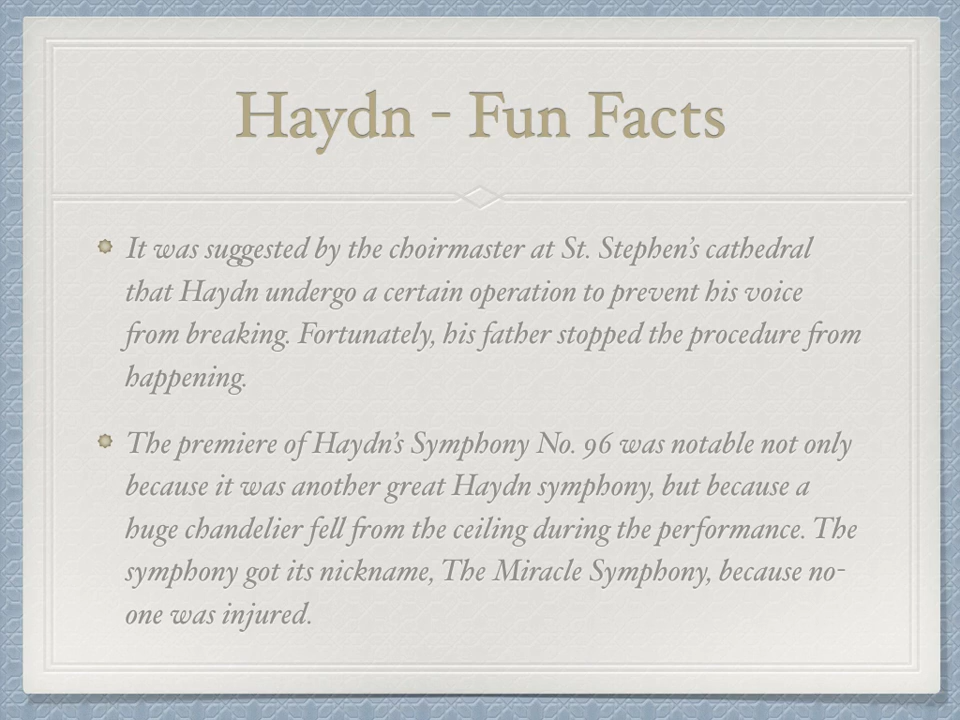 Haydn - Fun Facts
It was suggested by the choirmaster at St. Stephen's cathedral
that Haydn undergo a certain operation to prevent his voice
from breaking. Fortunately, his father stopped the procedure from
happening.
The premiere of Haydn's Symphony No. 96 was notable not only
because it was another great Haydn symphony, but because a
huge chandelier fell from the ceiling during the performance. The
symphony got its nickname, The Miracle Symphony, because no-
one was injured.